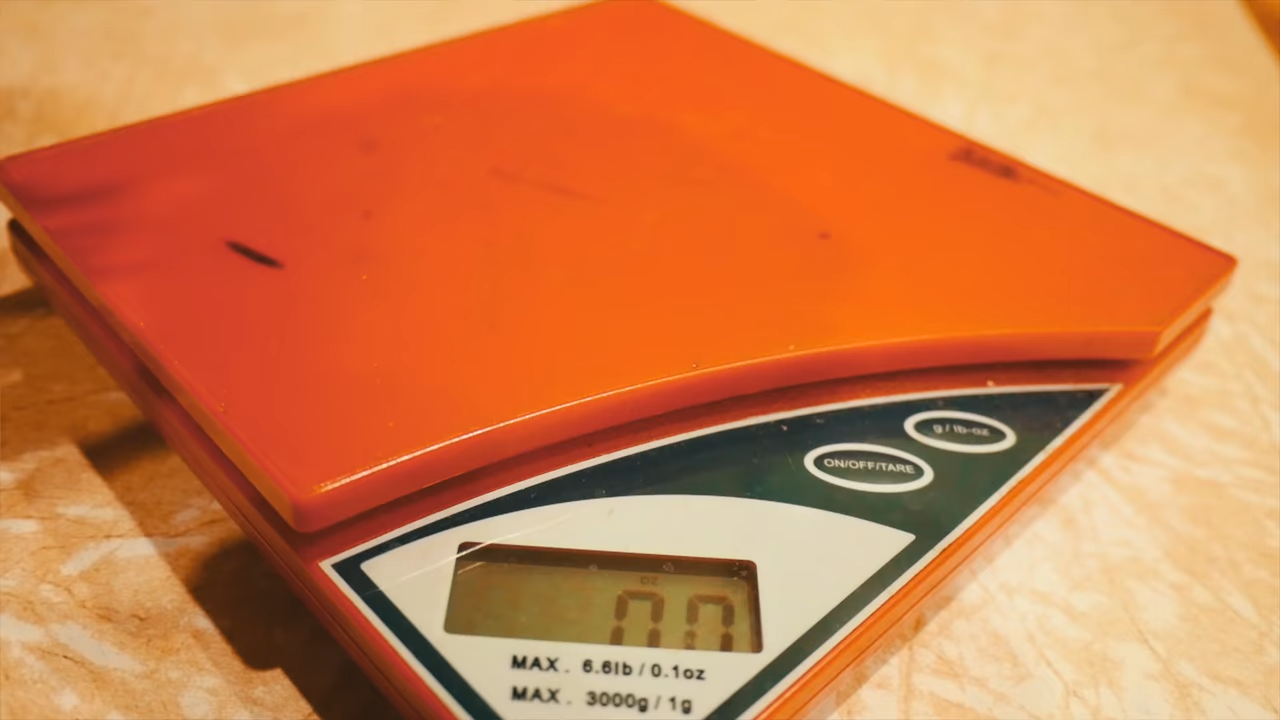 g / lb-oz
ON/OFF/TARE
oz
0.0
MAX. 6.6lb / 0.1oz
MAX. 3000g / 1g